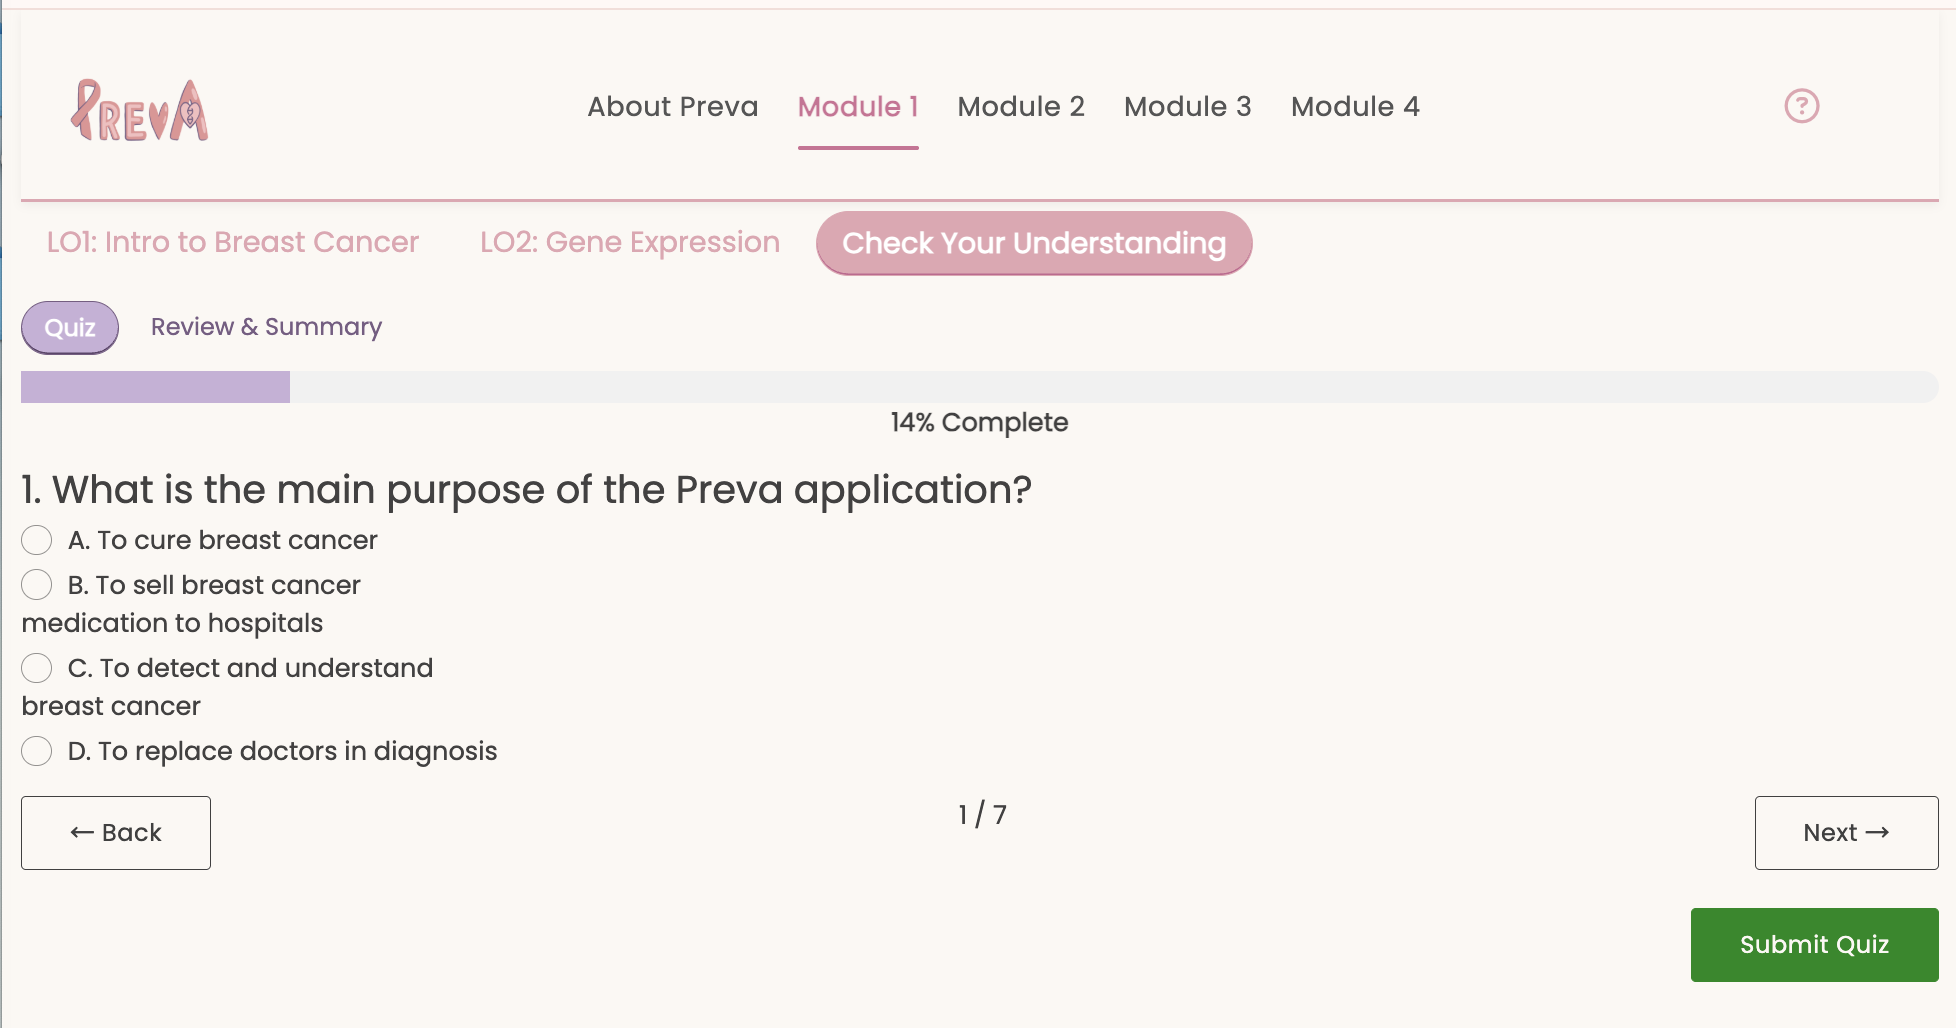 PREVA
About Preva
Module 1
Module 2
Module 3
Module 4
?
LO1: Intro to Breast Cancer
LO2: Gene Expression
Check Your Understanding
Quiz
Review & Summary
14% Complete
1. What is the main purpose of the Preva application?
A. To cure breast cancer
B. To sell breast cancer
medication to hospitals
C. To detect and understand
breast cancer
D. To replace doctors in diagnosis
← Back
1 / 7
Next →
Submit Quiz